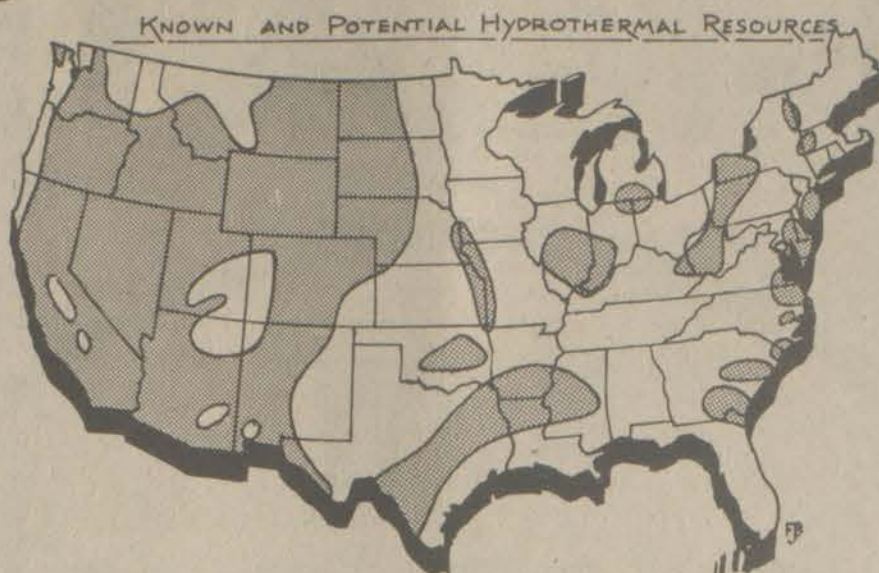 KNOWN AND POTENTIAL HYDROTHERMAL RESOURCES
FJB